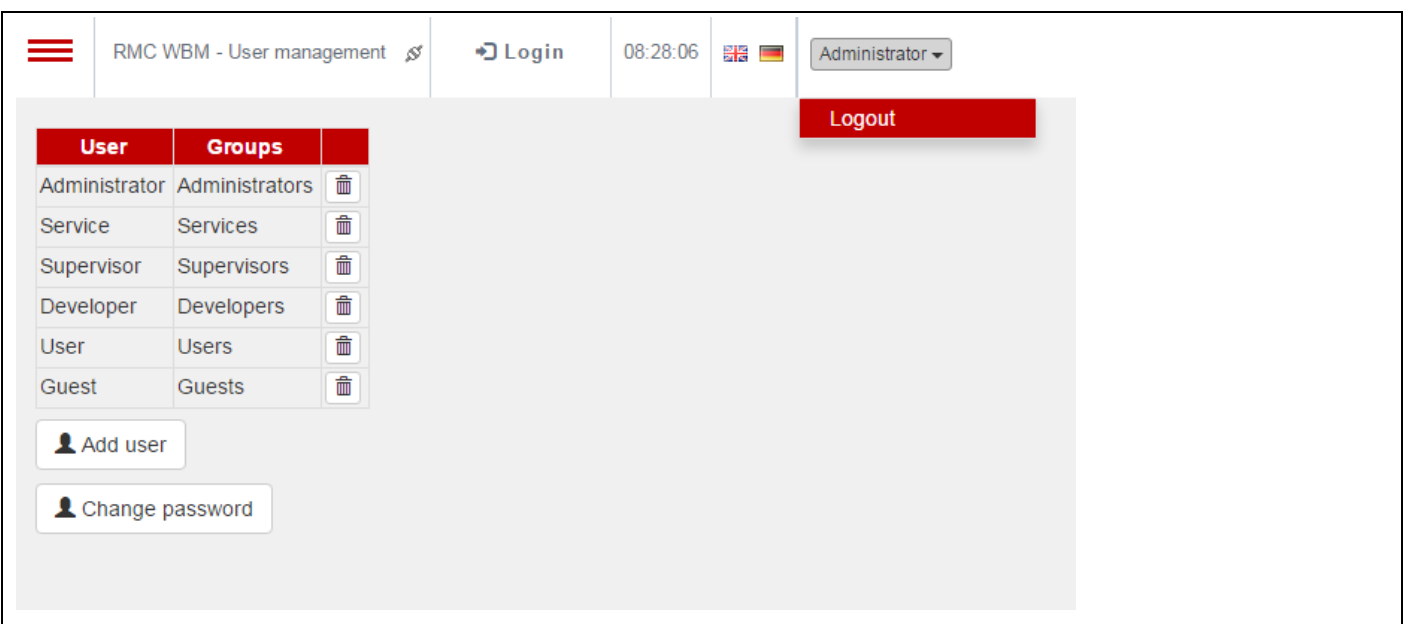 RMC WBM - User management Login 08:28:06 Administrator
Logout
User Groups
Administrator Administrators
Service Services
Supervisor Supervisors
Developer Developers
User Users
Guest Guests
Add user
Change password